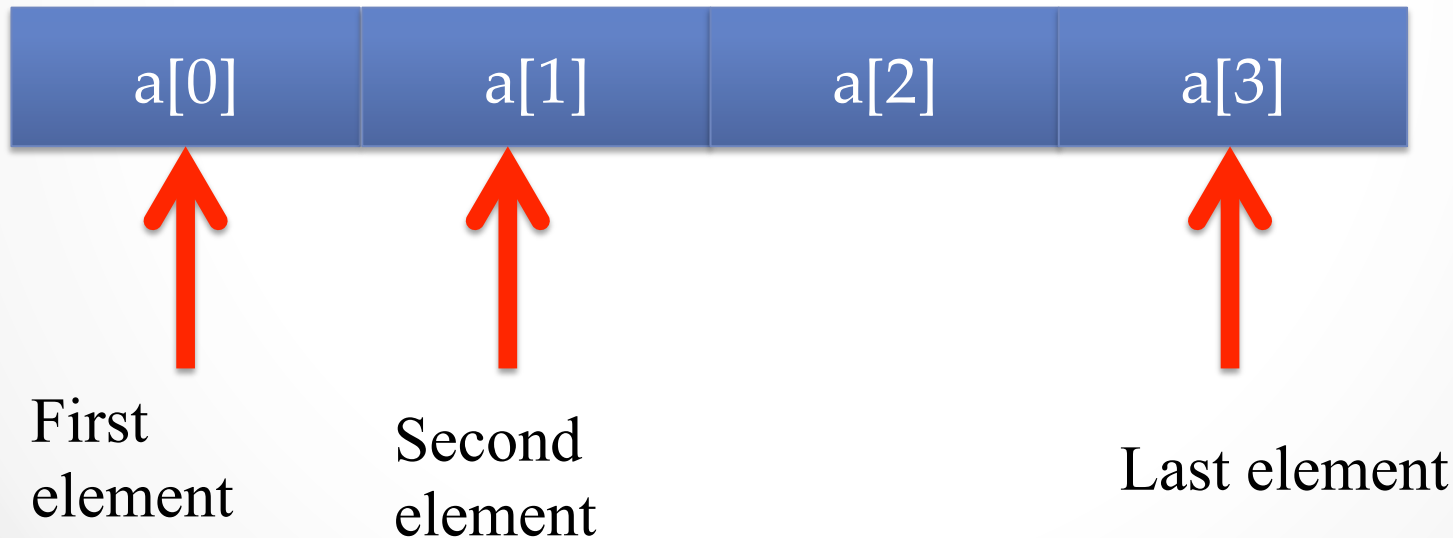 a[0] a[1] a[2] a[3]
First
element
Second
element
Last element